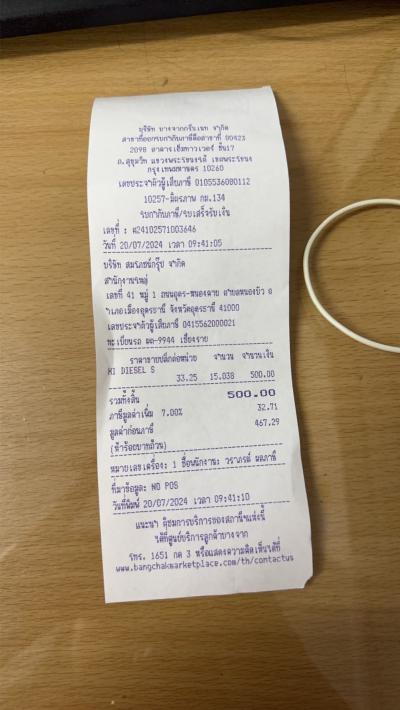 บริษัท บางจากกรีนเนท จำกัด
สาขาที่ออกใบกำกับภาษีคือสาขาที่ 00423
2098 อาคารเอ็มทาวเวอร์ ชั้น17
ถ.สุขุมวิท แขวงพระโขนงใต้ เขตพระโขนง
กรุงเทพมหานคร 10260
เลขประจำตัวผู้เสียภาษี 0105536080112
10257-มิตรภาพ กม.134
ใบกำกับภาษี/ใบเสร็จรับเงิน
เลขที่ : W24102571003646
วันที่ 20/07/2024 เวลา 09:41:05
บริษัท สมรภชน์กรุ๊ป จำกัด
สำนักงานใหญ่
เลขที่ 41 หมู่ 1 ถนนอุดร-หนองคาย ตำบลหนองบัว อ
ำเภอเมืองอุดรธานี จังหวัดอุดรธานี 41000
เลขประจำตัวผู้เสียภาษี 0415562000021
ทะเบียนรถ ผค-9944 เชียงราย
ราคาขายปลีกต่อหน่วย จำนวน จำนวนเงิน
HI DIESEL S
33.25 15.038 500.00
รวมทั้งสิ้น 500.00
ภาษีมูลค่าเพิ่ม 7.00% 32.71
มูลค่าก่อนภาษี 467.29
(ห้าร้อยบาทถ้วน)
หมายเลขเครื่อง: 1 ชื่อพนักงาน: วราภรณ์
ที่มาข้อมูล: NO POS
วันที่พิมพ์ 20/07/2024 เวลา 09:41:10
แนะนำ ติชมการบริการของสถานีฯแห่งนี้
ได้ที่ศูนย์บริการลูกค้าบางจาก
โทร. 1651 กด 3 หรือแสดงความคิดเห็นได้ที่
www.bangchakmarketplace.com/th/contactus